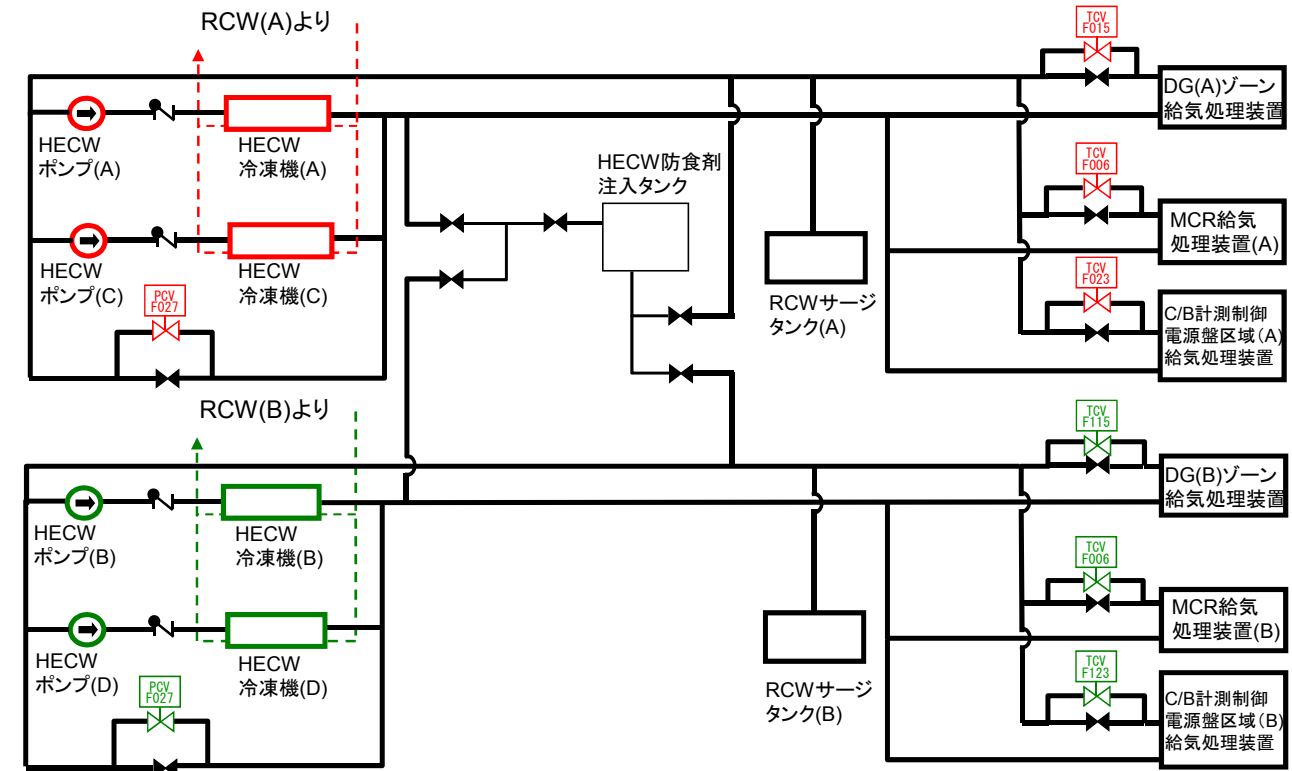 RCW(A)より
TCV
F015
DG(A)ゾーン
給気処理装置
HECW
ポンプ(A)
HECW
冷凍機(A)
HECW防食剤
注入タンク
TCV
F006
MCR給気
処理装置(A)
HECW
ポンプ(C)
HECW
冷凍機(C)
PCV
F027
RCWサージ
タンク(A)
TCV
F023
C/B計測制御
電源盤区域(A)
給気処理装置
RCW(B)より
TCV
F115
DG(B)ゾーン
給気処理装置
HECW
ポンプ(B)
HECW
冷凍機(B)
TCV
F006
MCR給気
処理装置(B)
HECW
ポンプ(D)
HECW
冷凍機(D)
PCV
F027
RCWサージ
タンク(B)
TCV
F123
C/B計測制御
電源盤区域(B)
給気処理装置